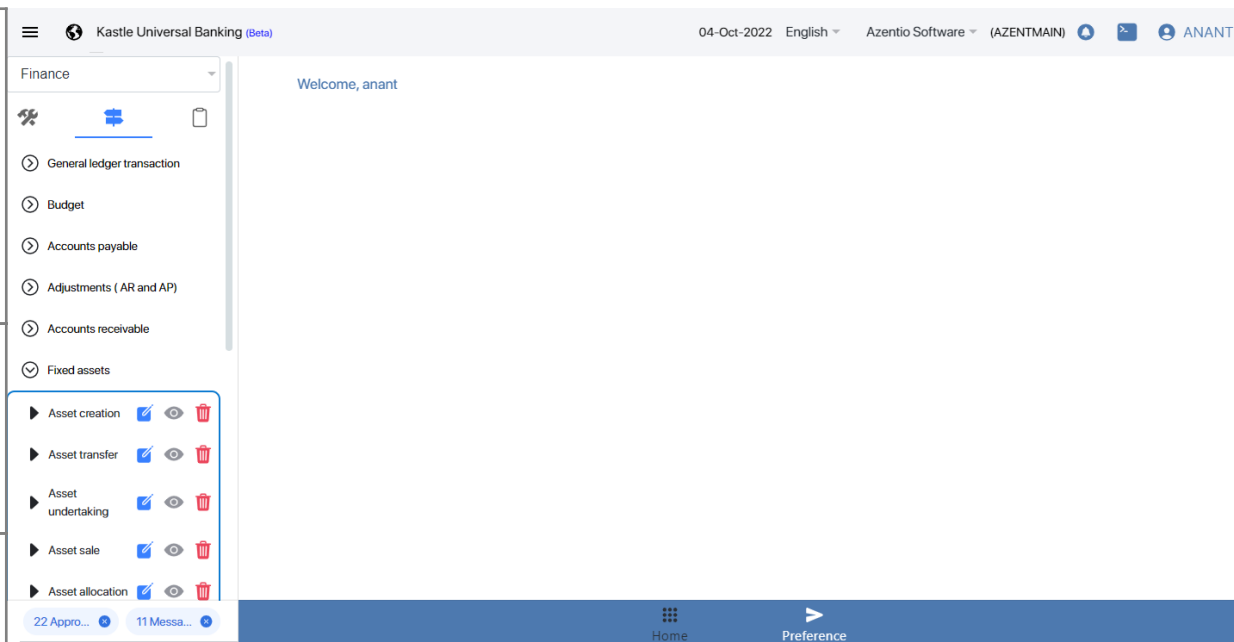 Kastle Universal Banking (Beta)
04-Oct-2022 English Azentio Software (AZENTMAIN) ANANT
Finance
Welcome, anant
General ledger transaction
Budget
Accounts payable
Adjustments ( AR and AP)
Accounts receivable
Fixed assets
Asset creation
Asset transfer
Asset
undertaking
Asset sale
Asset allocation
22 Appro... 11 Messa...
Home Preference